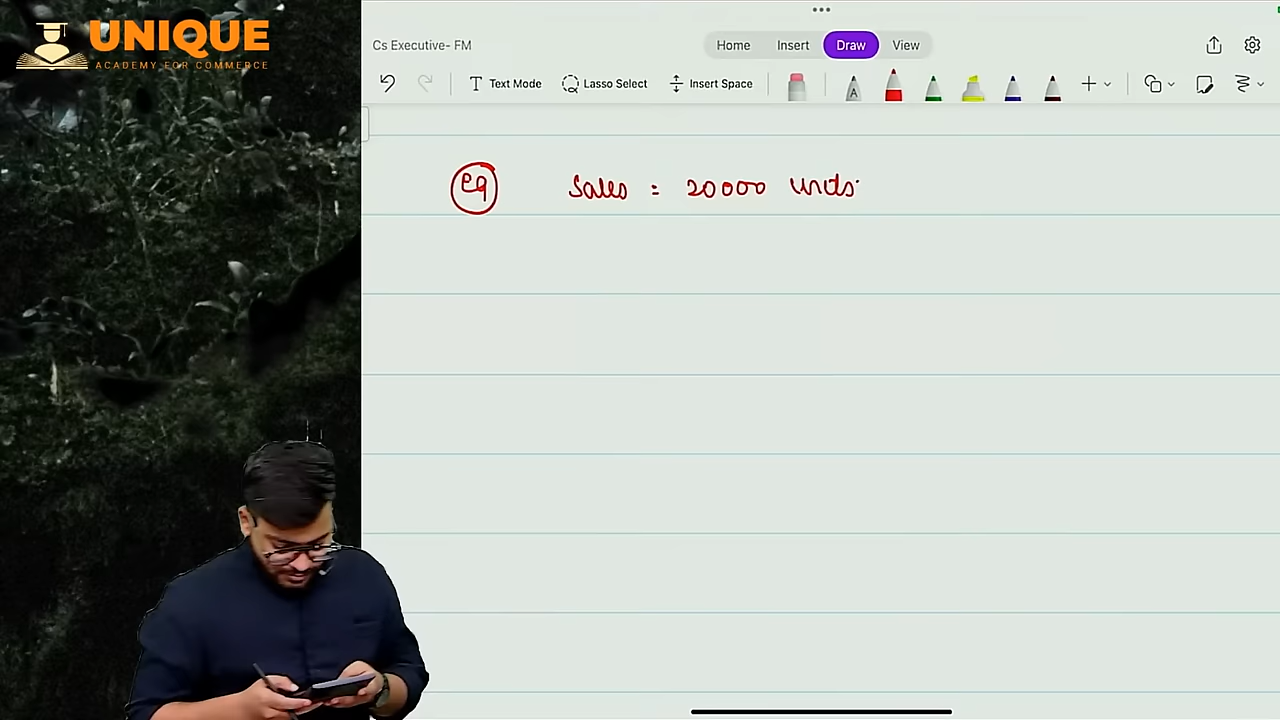 UNIQUE
ACADEMY FOR COMMERCE
Cs Executive- FM
Home Insert Draw View
Text Mode Lasso Select Insert Space
A
eg Sales = 20000 units